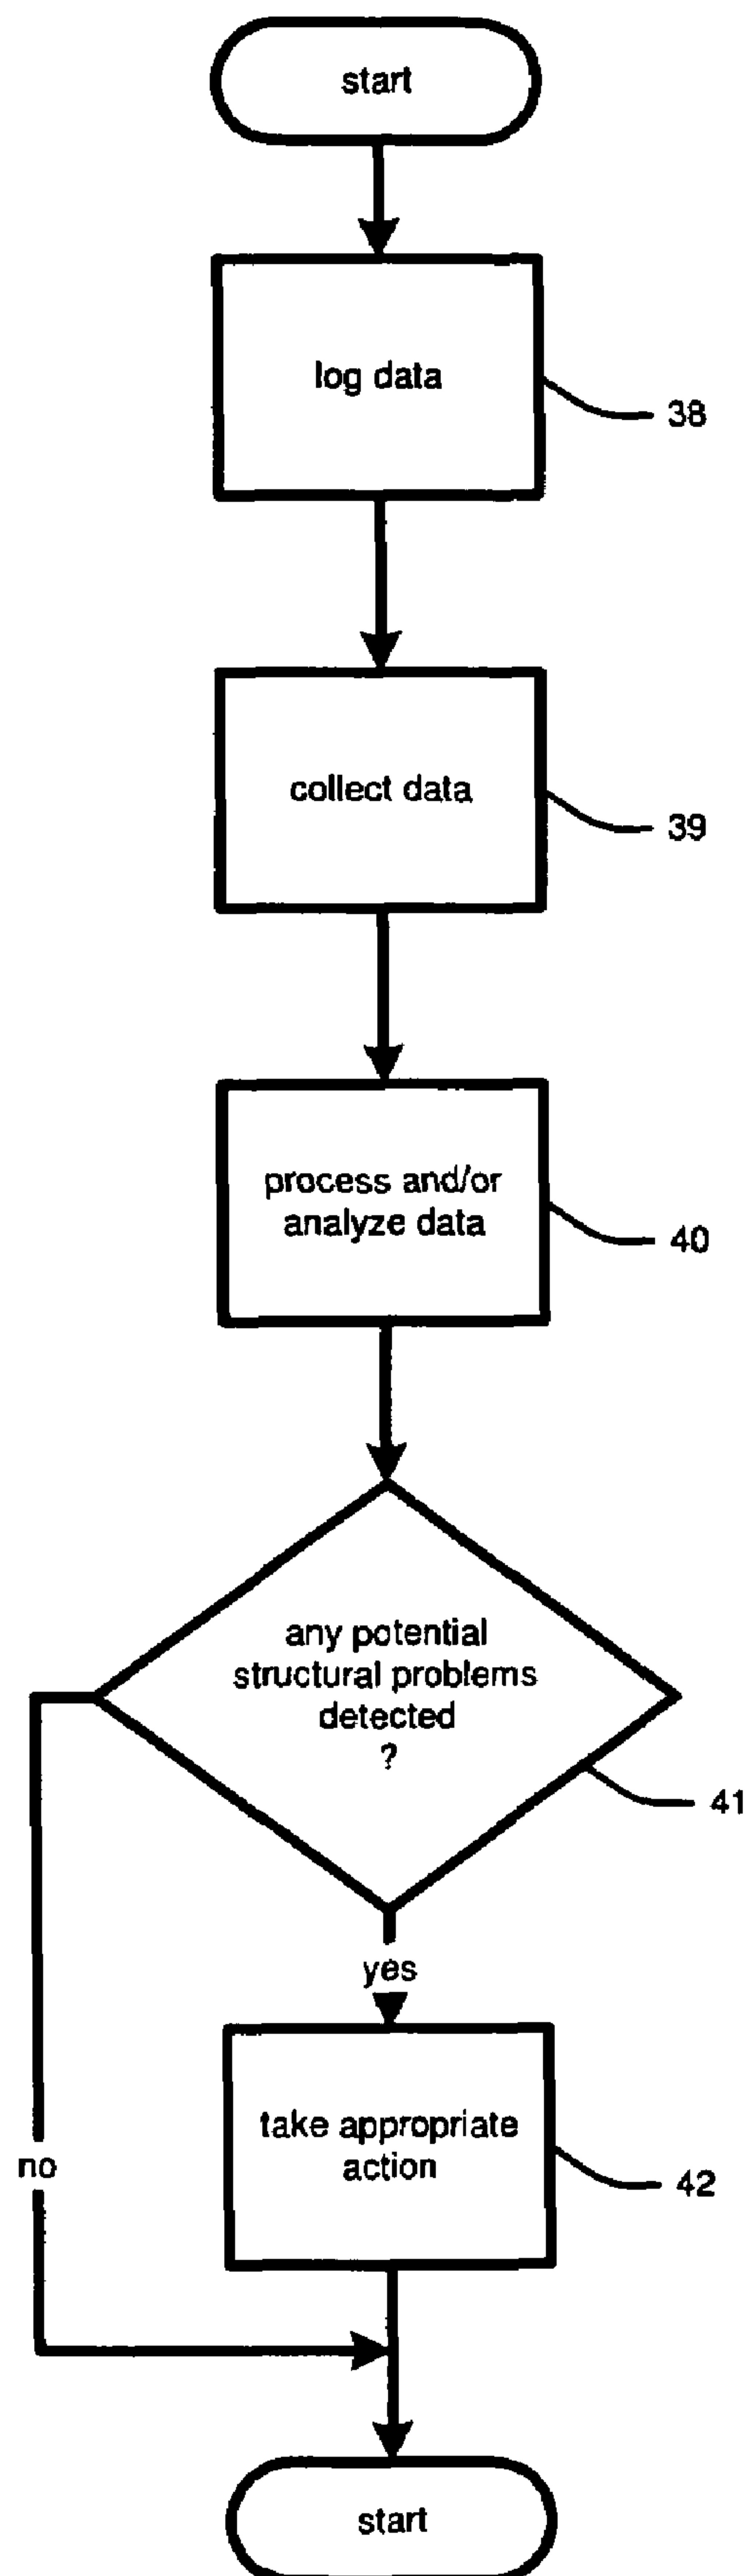 start
log data
38
collect data
39
process and/or
analyze data
40
any potential
structural problems
detected
?
41
yes
take appropriate
action
42
no
start